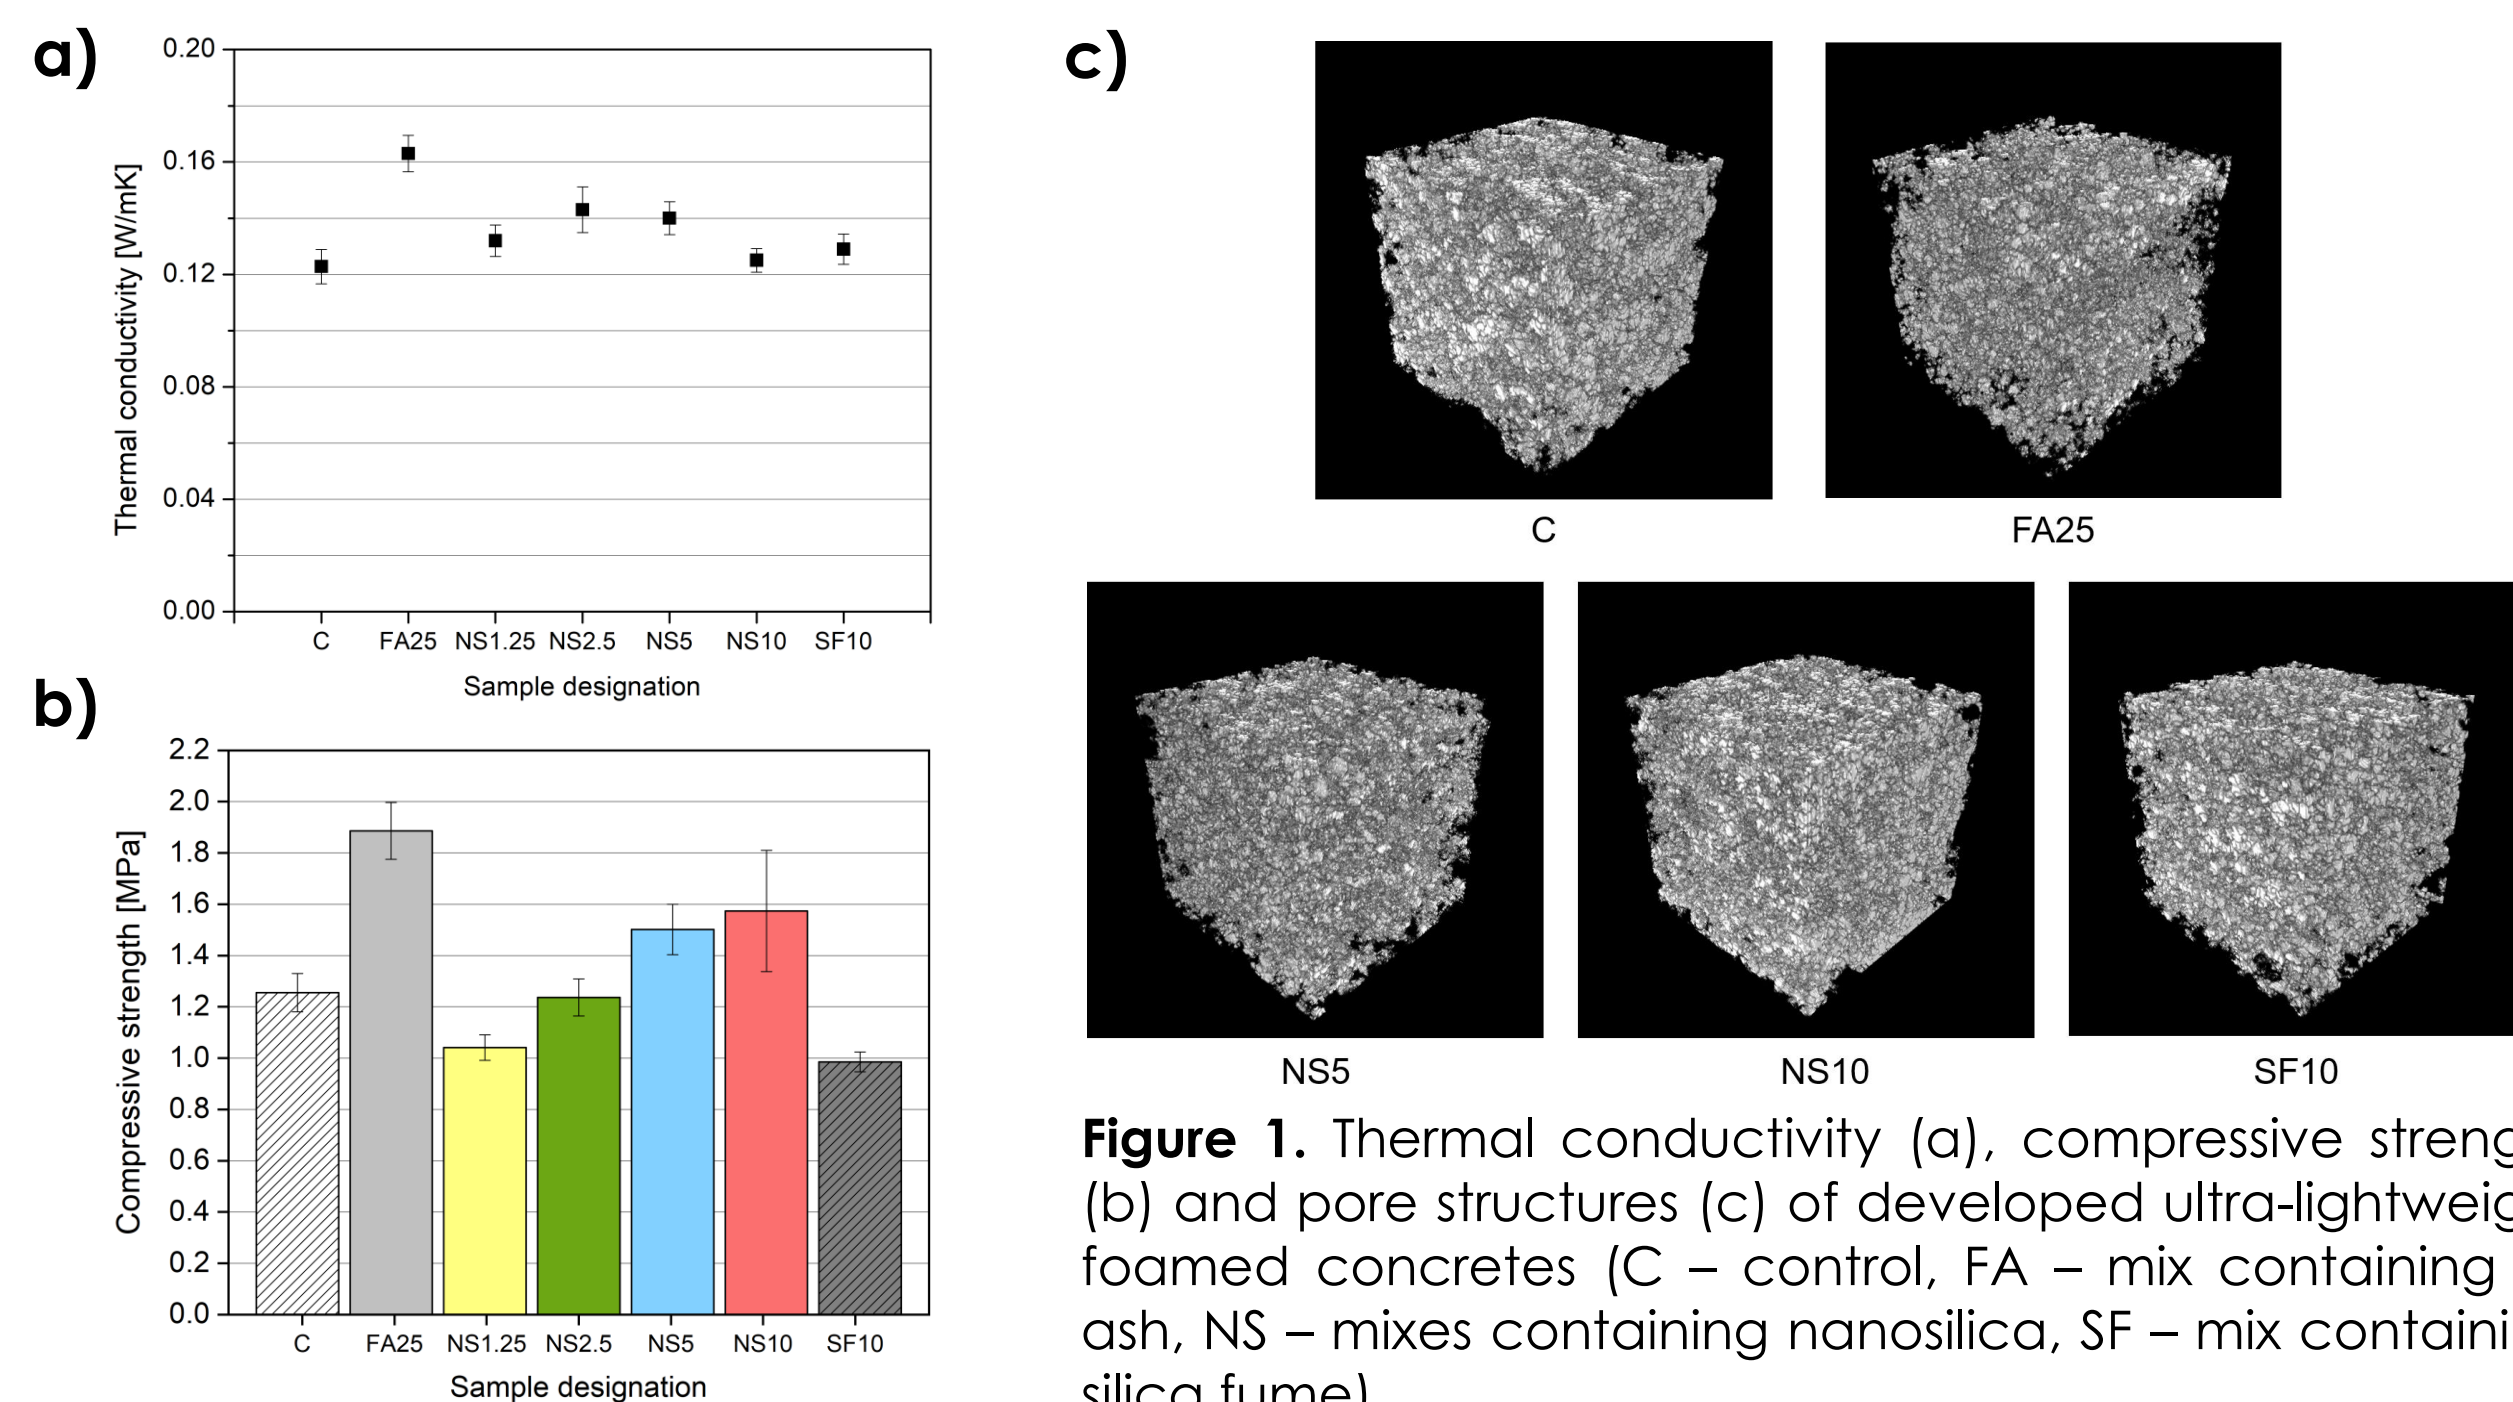 a)
0.20
0.16
0.12
0.08
0.04
0.00
Thermal conductivity [W/mK]
C FA25 NS1.25 NS2.5 NS5 NS10 SF10
Sample designation
b)
2.2
2.0
1.8
1.6
1.4
1.2
1.0
0.8
0.6
0.4
0.2
0.0
Compressive strength [MPa]
C FA25 NS1.25 NS2.5 NS5 NS10 SF10
Sample designation
c)
C FA25
NS5 NS10 SF10
Figure 1. Thermal conductivity (a), compressive streng
(b) and pore structures (c) of developed ultra-lightweig
foamed concretes (C – control, FA – mix containing
ash, NS – mixes containing nanosilica, SF – mix containi
silica fume)